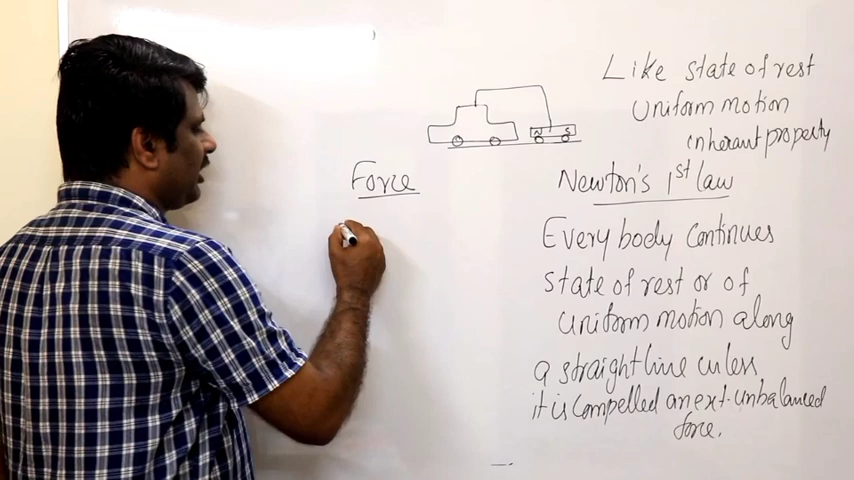 Like state of rest
uniform motion
inherant property
N S
Force
Newton's 1st law
Every body continues
state of rest or of
uniform motion along
a straight line unless
it is compelled an ext. unbalanced
force.